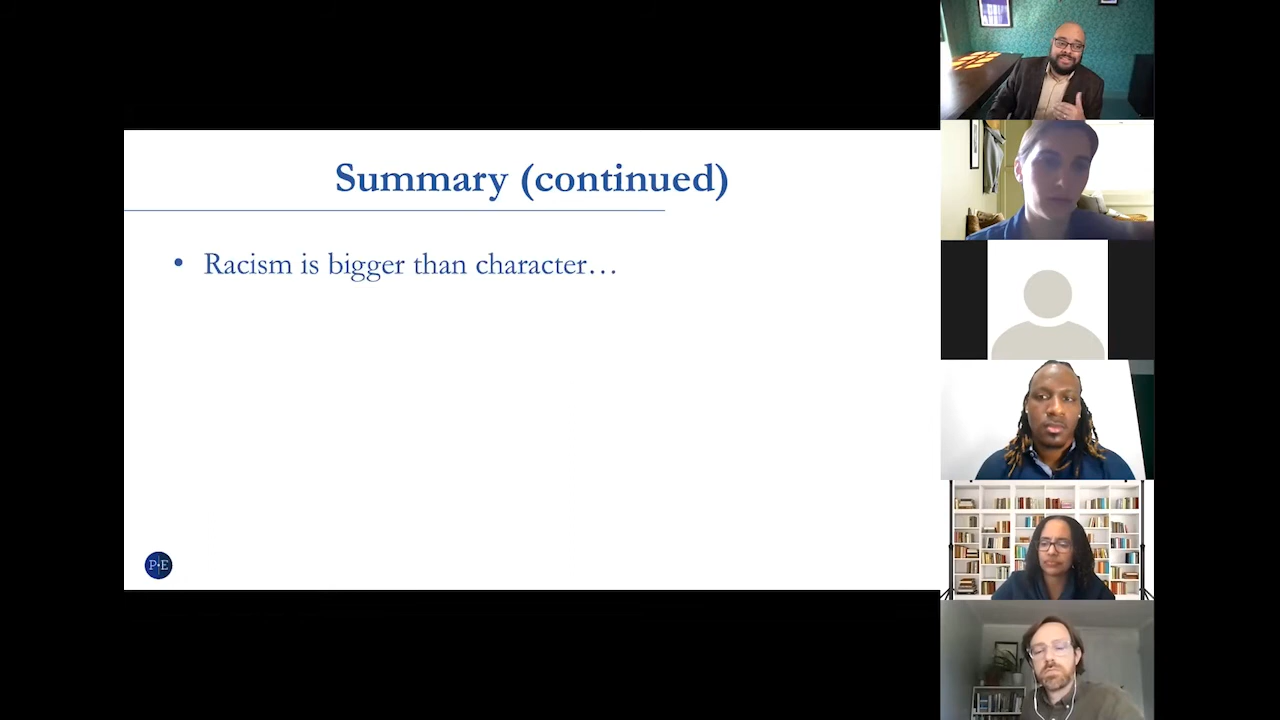 Summary (continued)
• Racism is bigger than character…
P+E